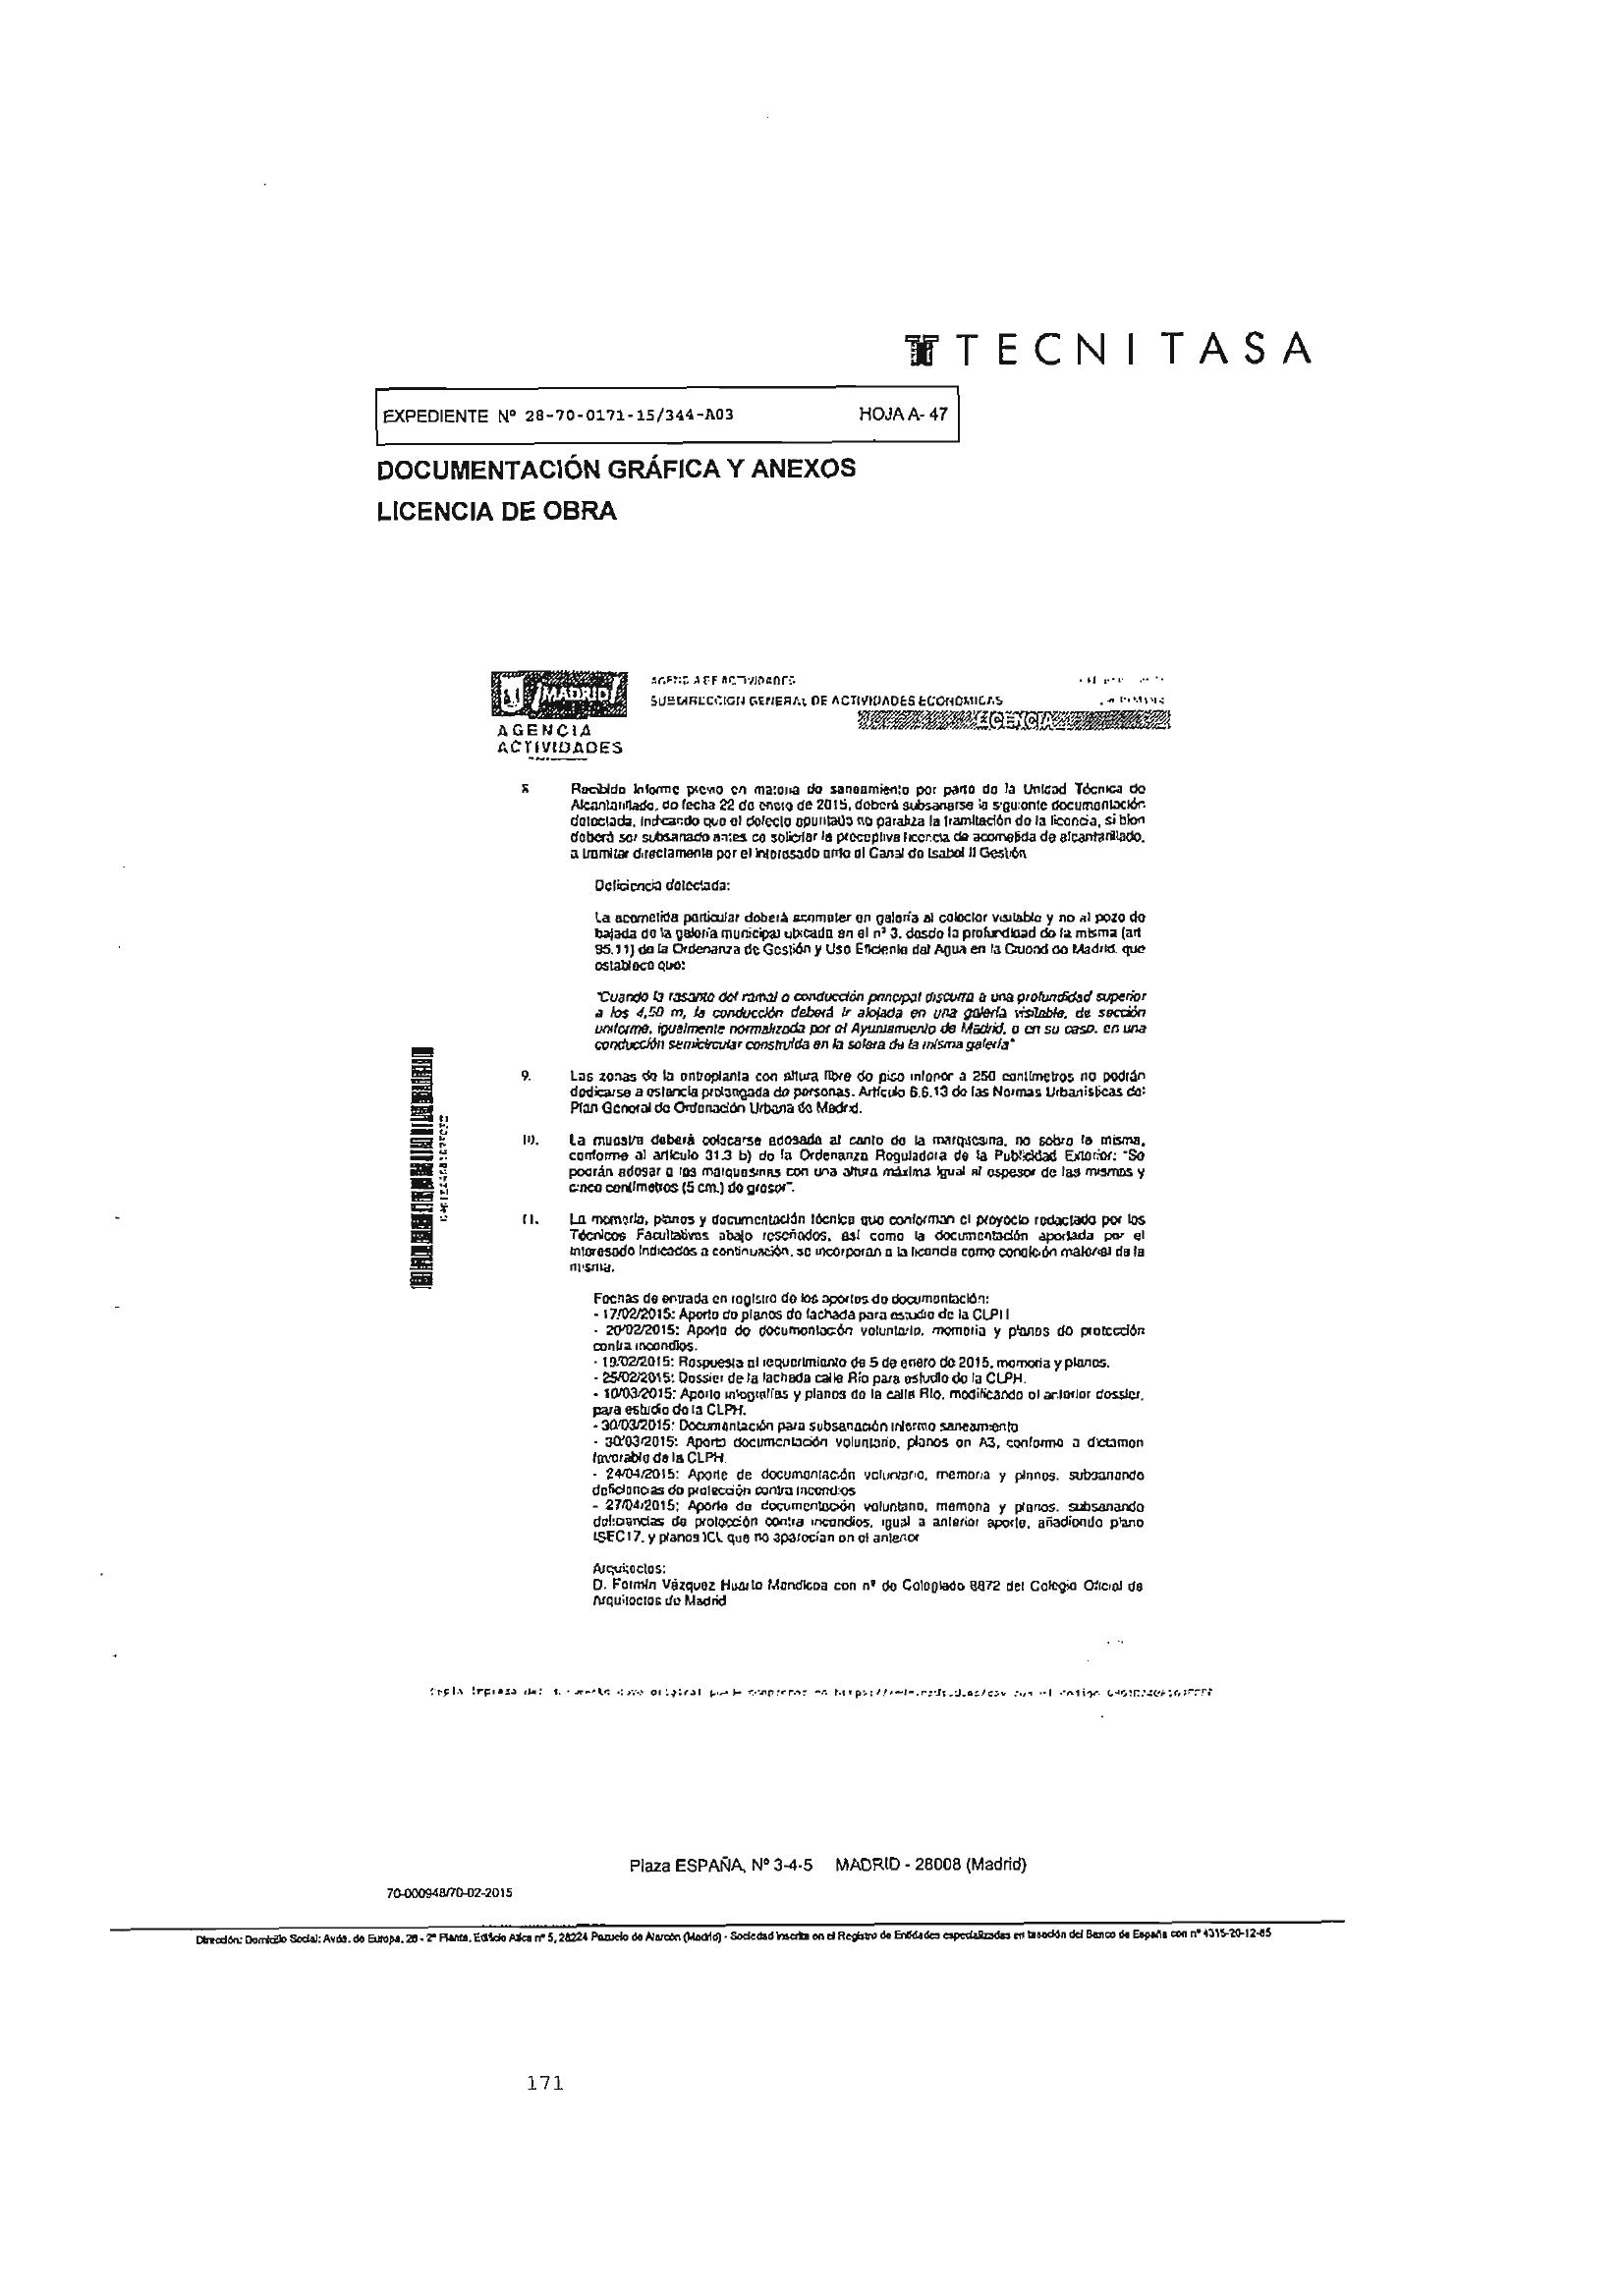 TECNITASA
EXPEDIENTE Nº 28-70-0171-15/344-A03 HOJA A- 47
DOCUMENTACIÓN GRÁFICA Y ANEXOS
LICENCIA DE OBRA
MADRID
AGENCIA DE ACTIVIDADES
SUBDIRECCION GENERAL DE ACTIVIDADES ECONOMICAS
LICENCIA
AGENCIA
ACTIVIDADES
Recibido informe previo en materia de saneamiento por parte de la Unidad Técnica de
Alcantarillado, de fecha 22 de enero de 2015, deberá subsanarse la siguiente documentación
detectada, indicando que el defecto apuntado no paraliza la tramitación de la licencia, si bien
deberá ser subsanado antes de solicitar la preceptiva licencia de acometida de alcantarillado,
a tramitar directamente por el interesado ante el Canal de Isabel II Gestión
Deficiencia detectada:
La acometida particular deberá acometer en galería al colector visitable y no al pozo de
bajada de la galería municipal ubicada en el nº 3, desde la profundidad de la misma (art
95.11) de la Ordenanza de Gestión y Uso Eficiente del Agua en la Ciudad de Madrid, que
establece que:
"Cuando la rasante del ramal o conducción principal discurra a una profundidad superior
a los 4,50 m, la conducción deberá ir alojada en una galería visitable, de sección
uniforme, igualmente normalizada por el Ayuntamiento de Madrid, o en su caso, en una
conducción semicircular construida en la solera de la misma galería"
9. Las zonas de la entreplanta con altura libre de piso inferior a 250 centímetros no podrán
dedicarse a estancia prolongada de personas. Artículo 6.6.13 de las Normas Urbanísticas del
Plan General de Ordenación Urbana de Madrid.
10. La muestra deberá colocarse adosada al canto de la marquesina, no sobre la misma,
conforme al artículo 31.3 b) de la Ordenanza Reguladora de la Publicidad Exterior: "Se
podrán adosar a las marquesinas con una altura máxima igual al espesor de las mismas y
cinco centímetros (5 cm.) de grosor".
11. La memoria, planos y documentación técnica que conforman el proyecto redactado por los
Técnicos Facultativos abajo reseñados, así como la documentación aportada por el
interesado indicados a continuación, se incorporan a la licencia como condición material de la
misma.
Fechas de entrada en registro de los aportes de documentación:
- 17/02/2015: Aporte de planos de fachada para estudio de la CLPH
- 20/02/2015: Aporte de documentación voluntario, memoria y planos de protección
contra incendios.
- 19/02/2015: Respuesta al requerimiento de 5 de enero de 2015, memoria y planos.
- 25/02/2015: Dossier de la fachada calle Río para estudio de la CLPH.
- 10/03/2015: Aporte infografías y planos de la calle Río, modificando el anterior dossier,
para estudio de la CLPH.
- 30/03/2015: Documentación para subsanación informe saneamiento
- 30/03/2015: Aporta documentación voluntario, planos en A3, conforme a dictamen
favorable de la CLPH
- 24/04/2015: Aporte de documentación voluntario, memoria y planos, subsanando
deficiencias de protección contra incendios
- 27/04/2015; Aporte de documentación voluntario, memoria y planos, subsanando
deficiencias de protección contra incendios, igual a anterior aporte, añadiendo plano
ISEC17, y planos ICL que no aparecían en el anterior
Arquitectos:
D. Fermín Vázquez Huarte Mendicoa con nº de Colegiado 8872 del Colegio Oficial de
Arquitectos de Madrid
Plaza ESPAÑA, Nº 3-4-5 MADRID - 28008 (Madrid)
70-000948/70-02-2015
Dirección: Domicilio Social: Avda. de Europa, 26 - 2ª Planta, Edificio Atica nº 5, 28224 Pozuelo de Alarcón (Madrid) - Sociedad inscrita en el Registro de Entidades especializadas en tasación del Banco de España con nº 4315-20-12-85
171